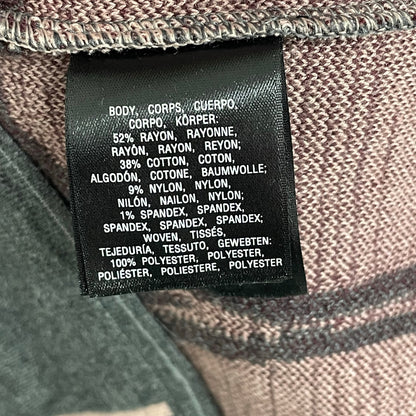 BODY, CORPS, CUERPO,
CORPO, KÖRPER:
52% RAYON, RAYONNE,
RAYÓN, RAYON, REYON;
38% COTTON, COTON,
ALGODÓN, COTONE, BAUMWOLLE;
9% NYLON, NYLON,
NILÓN, NAILON, NYLON;
1% SPANDEX, SPANDEX,
SPANDEX, SPANDEX, SPANDEX;
WOVEN, TISSÉS,
TEJEDURÍA, TESSUTO, GEWEBTEN:
100% POLYESTER, POLYESTER,
POLIÉSTER, POLIESTERE, POLYESTER